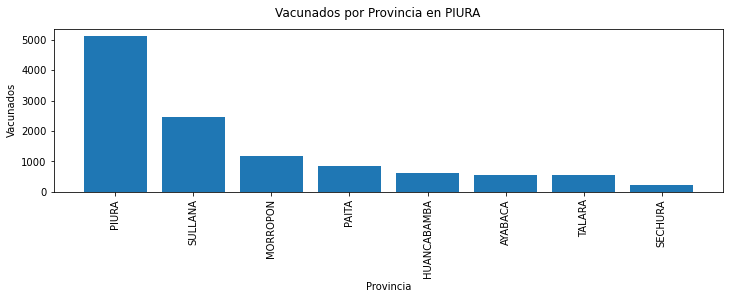 Vacunados por Provincia en PIURA
Vacunados
5000
4000
3000
2000
1000
0
PIURA
SULLANA
MORROPON
PAITA
HUANCABAMBA
AYABACA
TALARA
SECHURA
Provincia